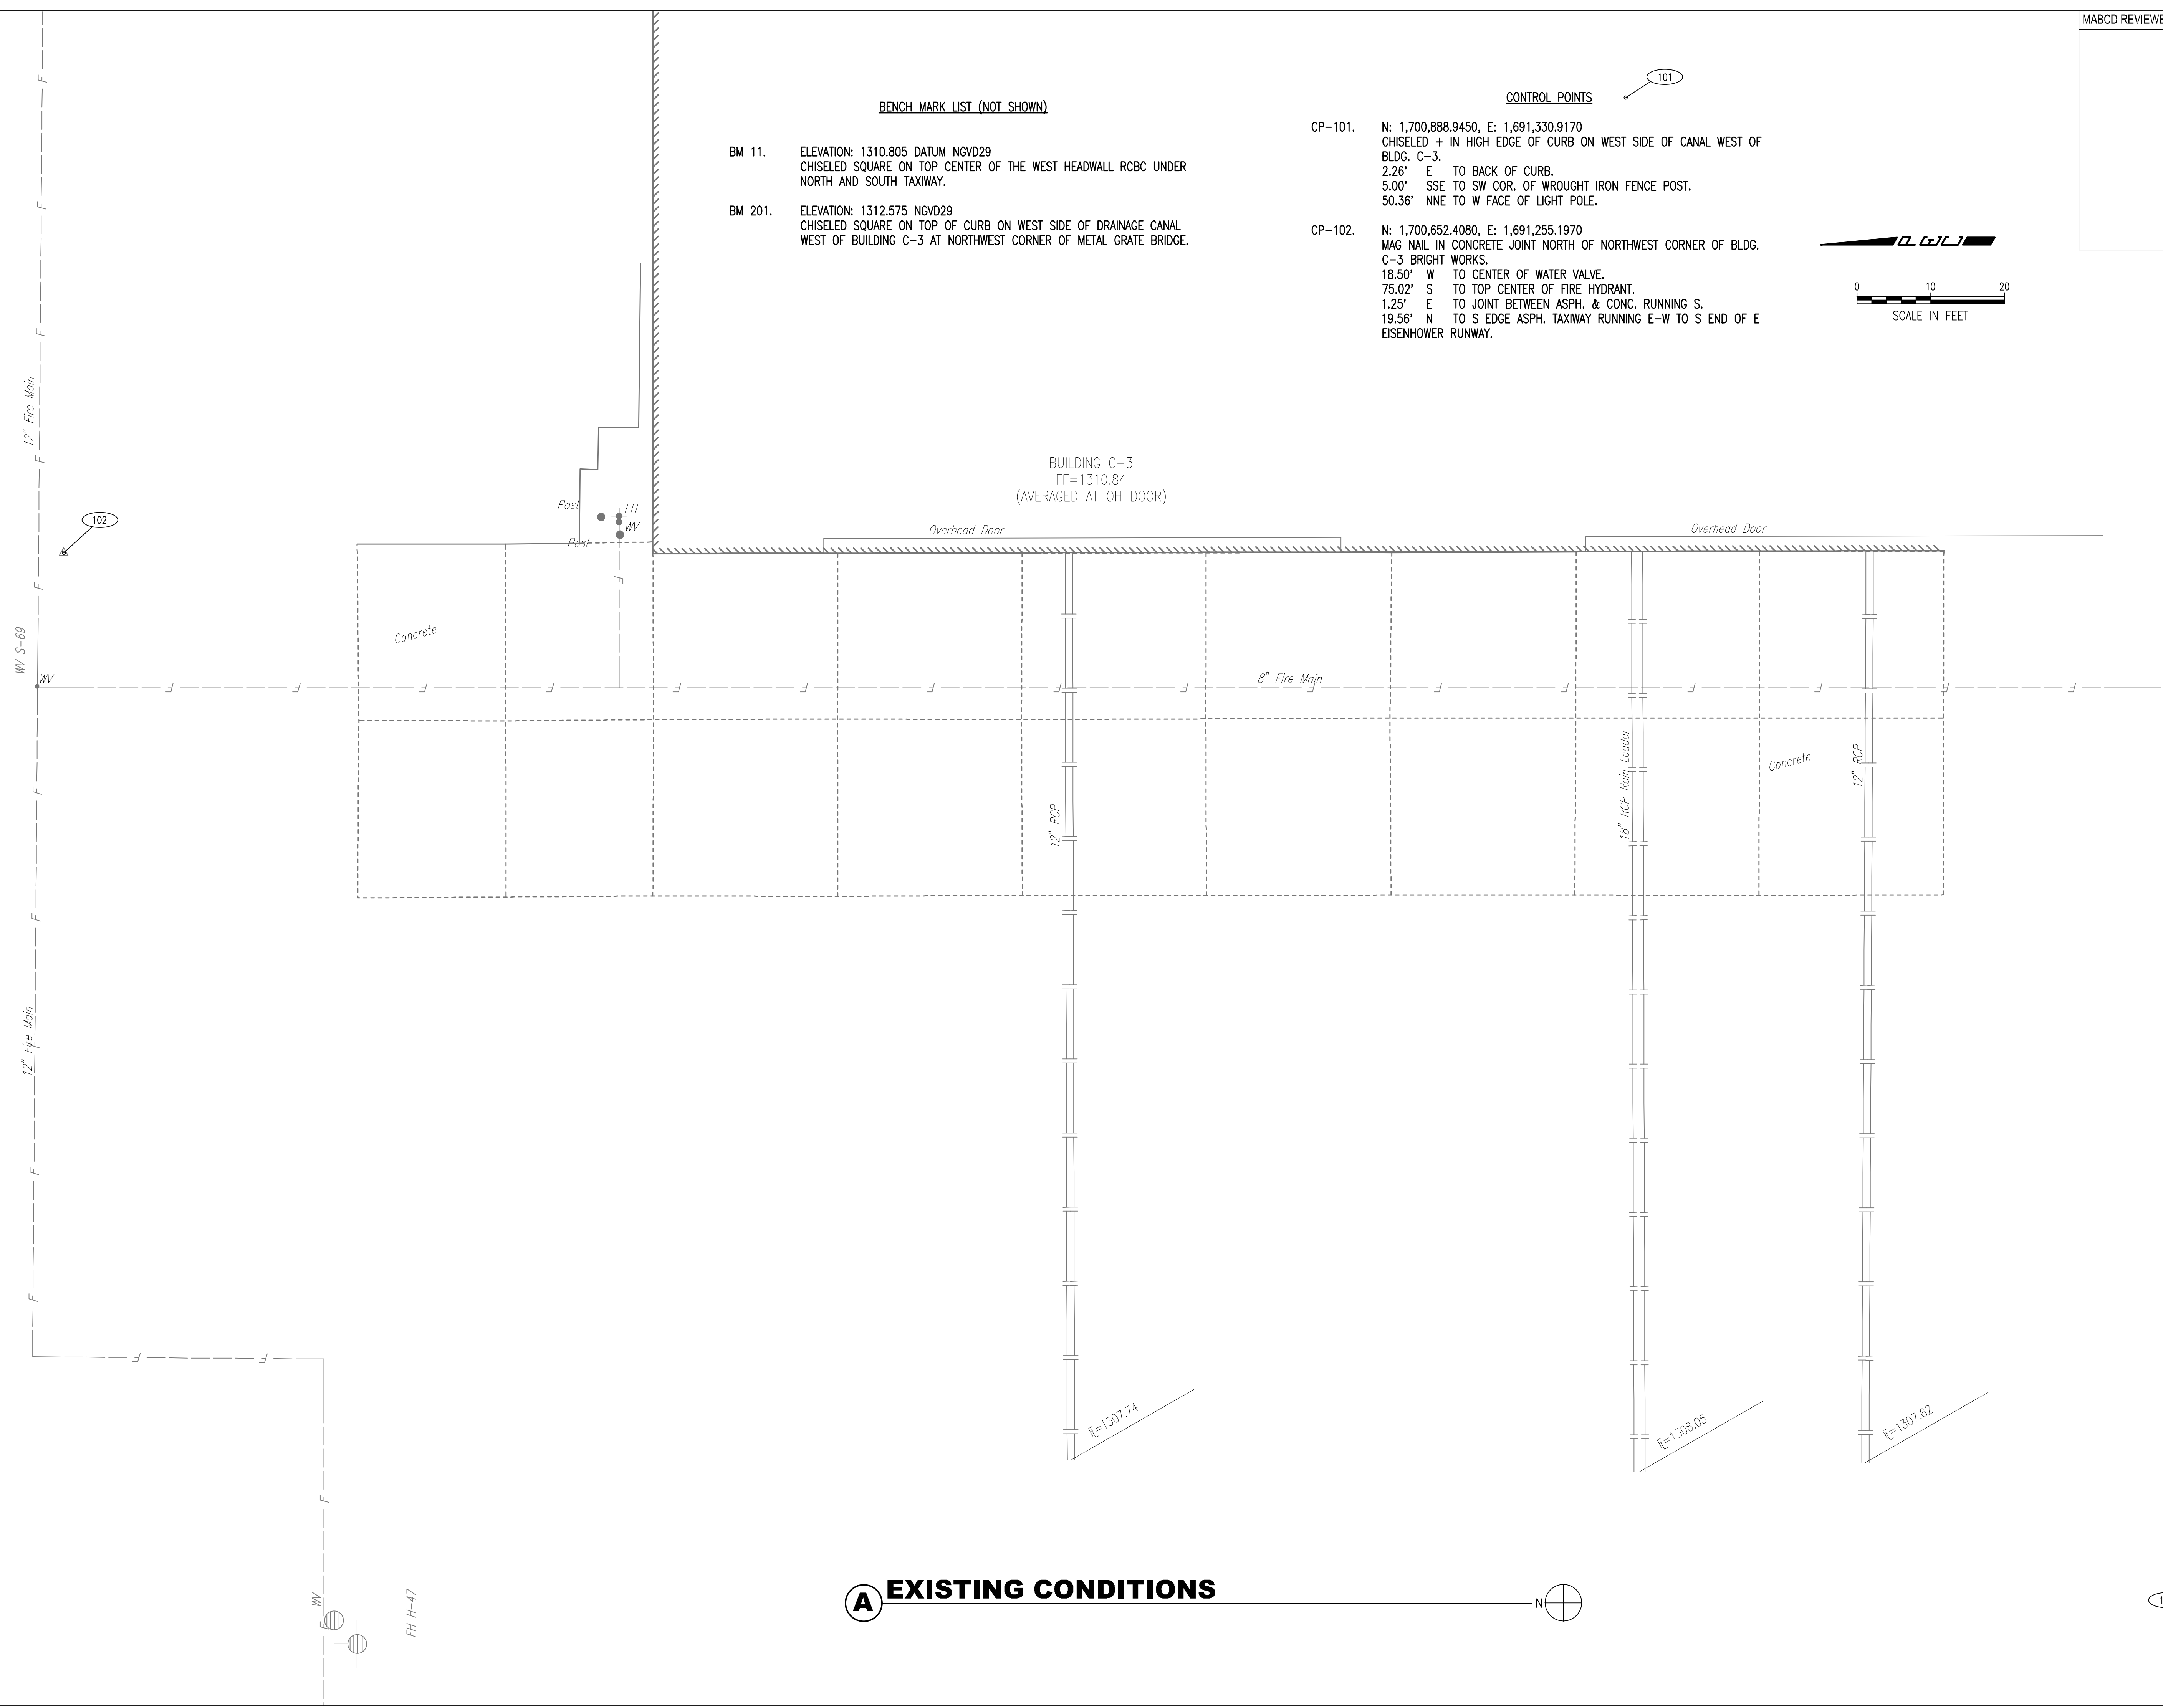 MABCD REVIEWE
101
BENCH MARK LIST (NOT SHOWN)
BM 11. ELEVATION: 1310.805 DATUM NGVD29
CHISELED SQUARE ON TOP CENTER OF THE WEST HEADWALL RCBC UNDER
NORTH AND SOUTH TAXIWAY.
BM 201. ELEVATION: 1312.575 NGVD29
CHISELED SQUARE ON TOP OF CURB ON WEST SIDE OF DRAINAGE CANAL
WEST OF BUILDING C-3 AT NORTHWEST CORNER OF METAL GRATE BRIDGE.
CONTROL POINTS
CP-101. N: 1,700,888.9450, E: 1,691,330.9170
CHISELED + IN HIGH EDGE OF CURB ON WEST SIDE OF CANAL WEST OF
BLDG. C-3.
2.26' E TO BACK OF CURB.
5.00' SSE TO SW COR. OF WROUGHT IRON FENCE POST.
50.36' NNE TO W FACE OF LIGHT POLE.
CP-102. N: 1,700,652.4080, E: 1,691,255.1970
MAG NAIL IN CONCRETE JOINT NORTH OF NORTHWEST CORNER OF BLDG.
C-3 BRIGHT WORKS.
18.50' W TO CENTER OF WATER VALVE.
75.02' S TO TOP CENTER OF FIRE HYDRANT.
1.25' E TO JOINT BETWEEN ASPH. & CONC. RUNNING S.
19.56' N TO S EDGE ASPH. TAXIWAY RUNNING E-W TO S END OF E
EISENHOWER RUNWAY.
0 10 20
SCALE IN FEET
F
F
F
12" Fire Main
F
BUILDING C-3
FF=1310.84
(AVERAGED AT OH DOOR)
102
Post
FH
WV
Post
Overhead Door
Overhead Door
F
F
Concrete
WV S-69
WV
F F F F F F F F F F F F F F F F
8" Fire Main
18" RCP Rain Leader
Concrete
12" RCP
12" RCP
F
F
12" Fire Main
F
F
F
F F
FL=1307.74
FL=1308.05
FL=1307.62
F
WV
F
FH H-47
A EXISTING CONDITIONS
N
1